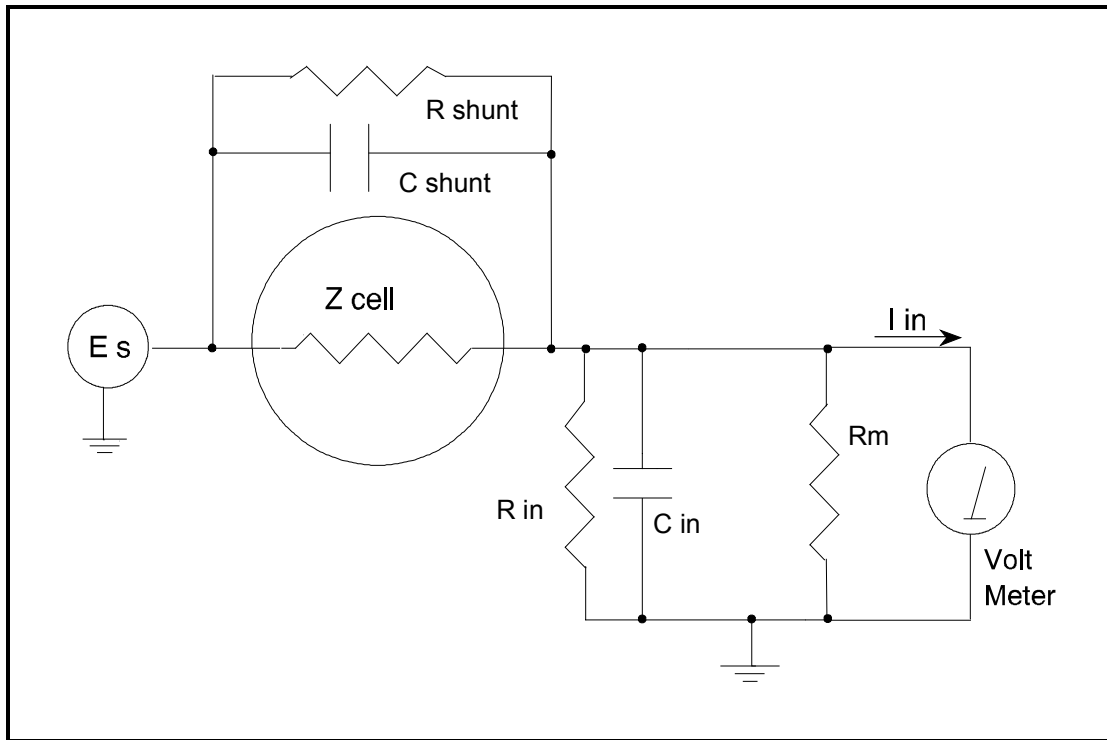 R shunt
C shunt
Z cell
E s
I in
Rm
R in
C in
Volt
Meter